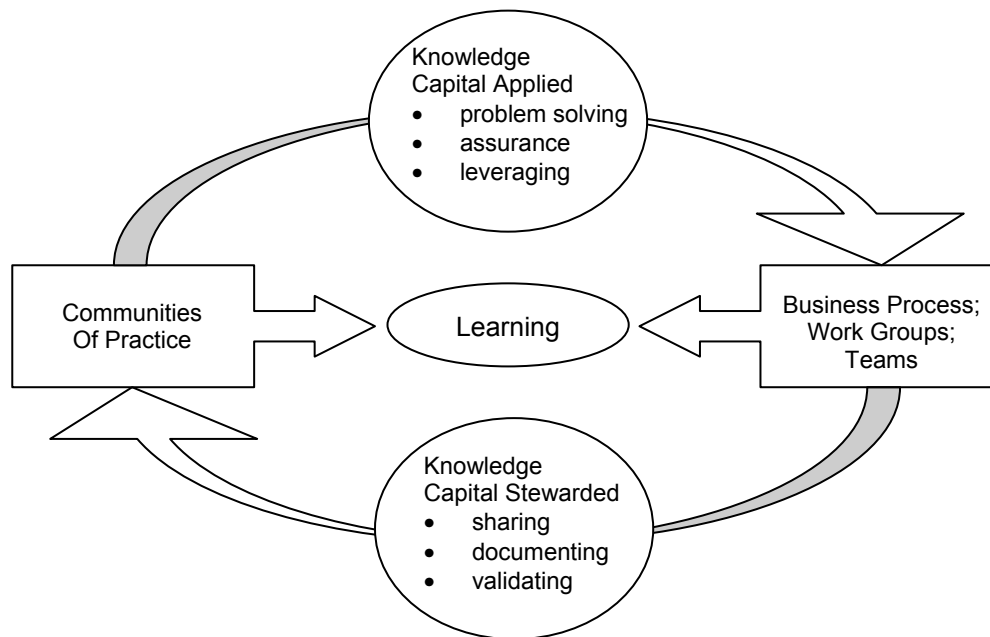 Knowledge
Capital Applied
• problem solving
• assurance
• leveraging
Communities
Of Practice
Learning
Business Process;
Work Groups;
Teams
Knowledge
Capital Stewarded
• sharing
• documenting
• validating